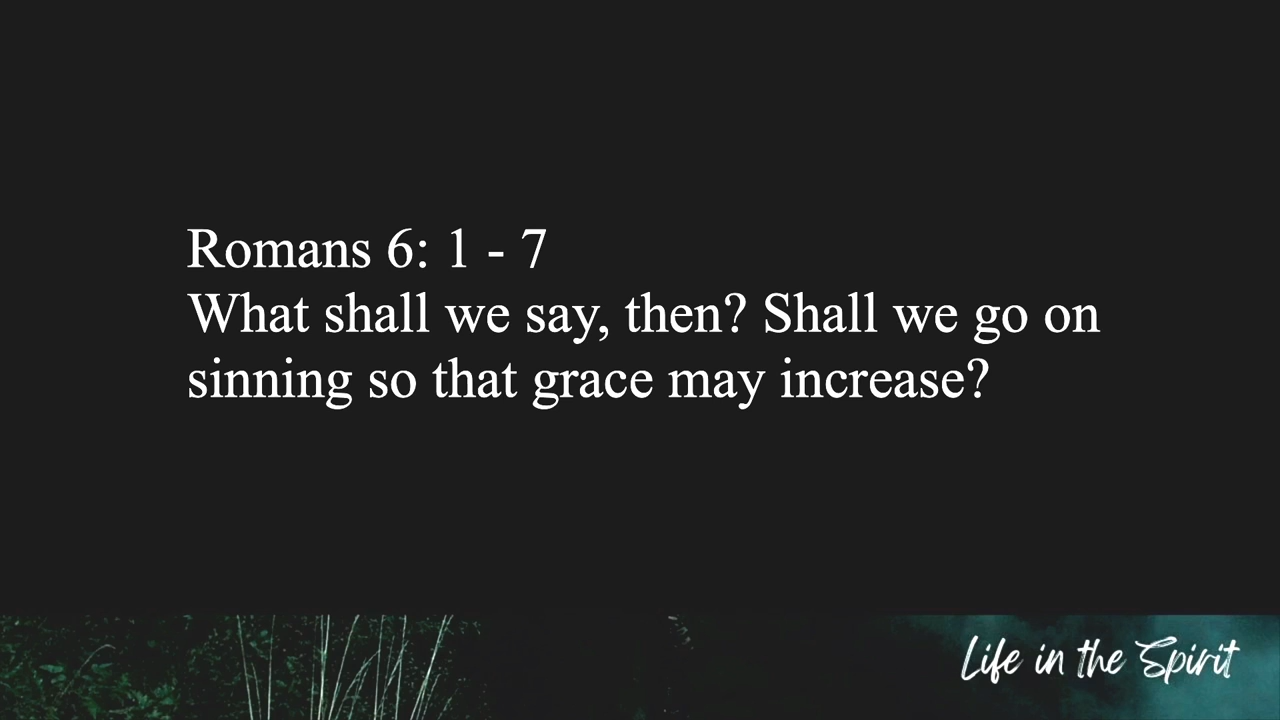 Romans 6: 1 - 7
What shall we say, then? Shall we go on
sinning so that grace may increase?
Life in the Spirit